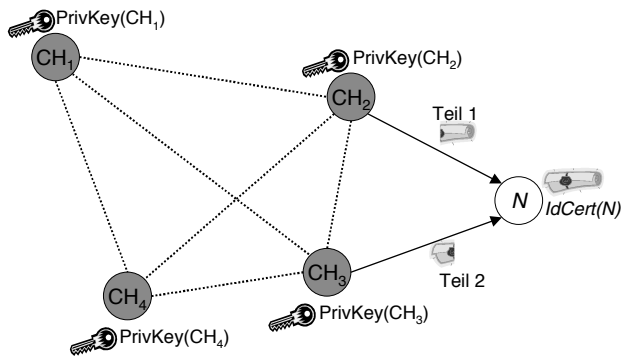 PrivKey(CH₁)
CH₁
PrivKey(CH₂)
CH₂
Teil 1
N
IdCert(N)
CH₃
Teil 2
CH₄
PrivKey(CH₃)
PrivKey(CH₄)